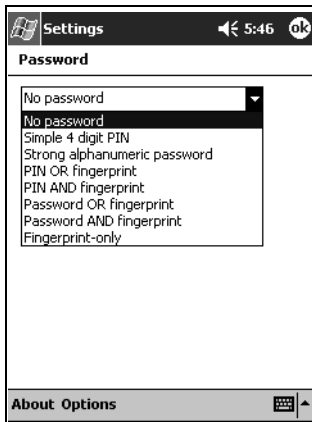 Settings 5:46 ok
Password
No password
No password
Simple 4 digit PIN
Strong alphanumeric password
PIN OR fingerprint
PIN AND fingerprint
Password OR fingerprint
Password AND fingerprint
Fingerprint-only
About Options